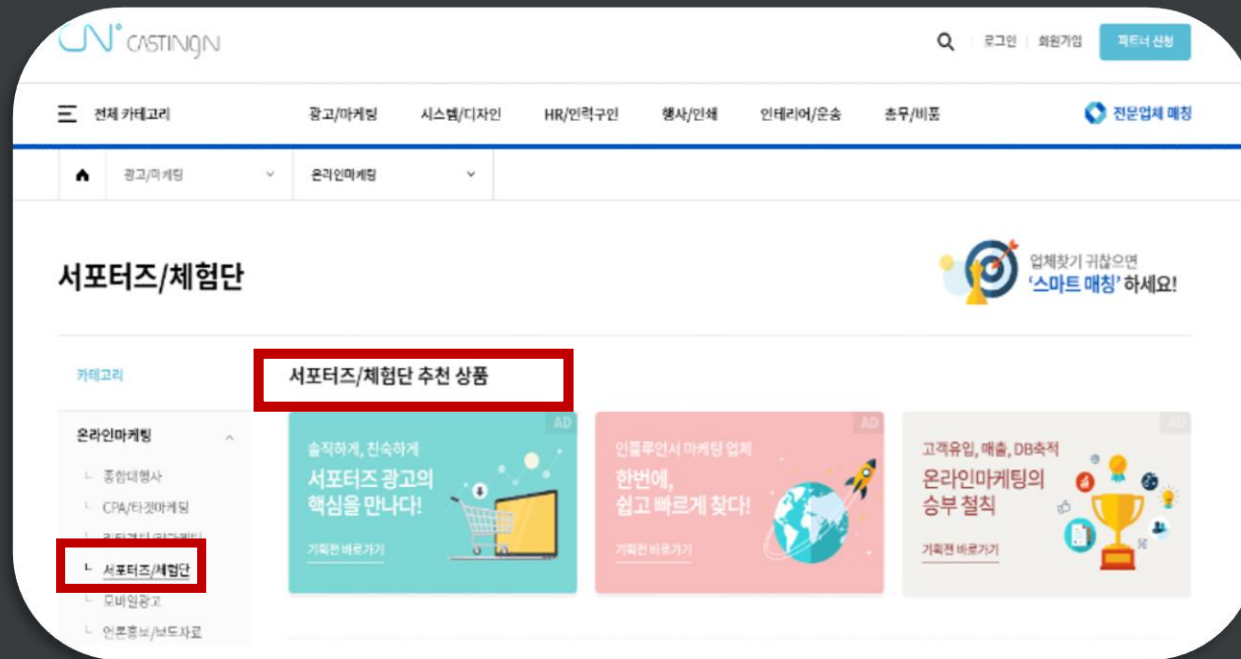 CN° CASTINGN
로그인 회원가입 파트너 신청
전체 카테고리 광고/마케팅 시스템/디자인 HR/인력구인 행사/인쇄 인테리어/운송 총무/비품 전문업체 매칭
광고/마케팅 온라인마케팅
서포터즈/체험단
업체찾기 귀찮으면
‘스마트 매칭’ 하세요!
카테고리
온라인마케팅
종합대행사
CPA/타겟마케팅
서포터즈/체험단
모바일광고
언론홍보/보도자료
서포터즈/체험단 추천 상품
AD
솔직하게, 친숙하게
서포터즈 광고의
핵심을 만나다!
기획전 바로가기
AD
인플루언서 마케팅 업체
한번에,
쉽고 빠르게 찾다!
기획전 바로가기
AD
고객유입, 매출, DB축적
온라인마케팅의
승부 철칙
기획전 바로가기